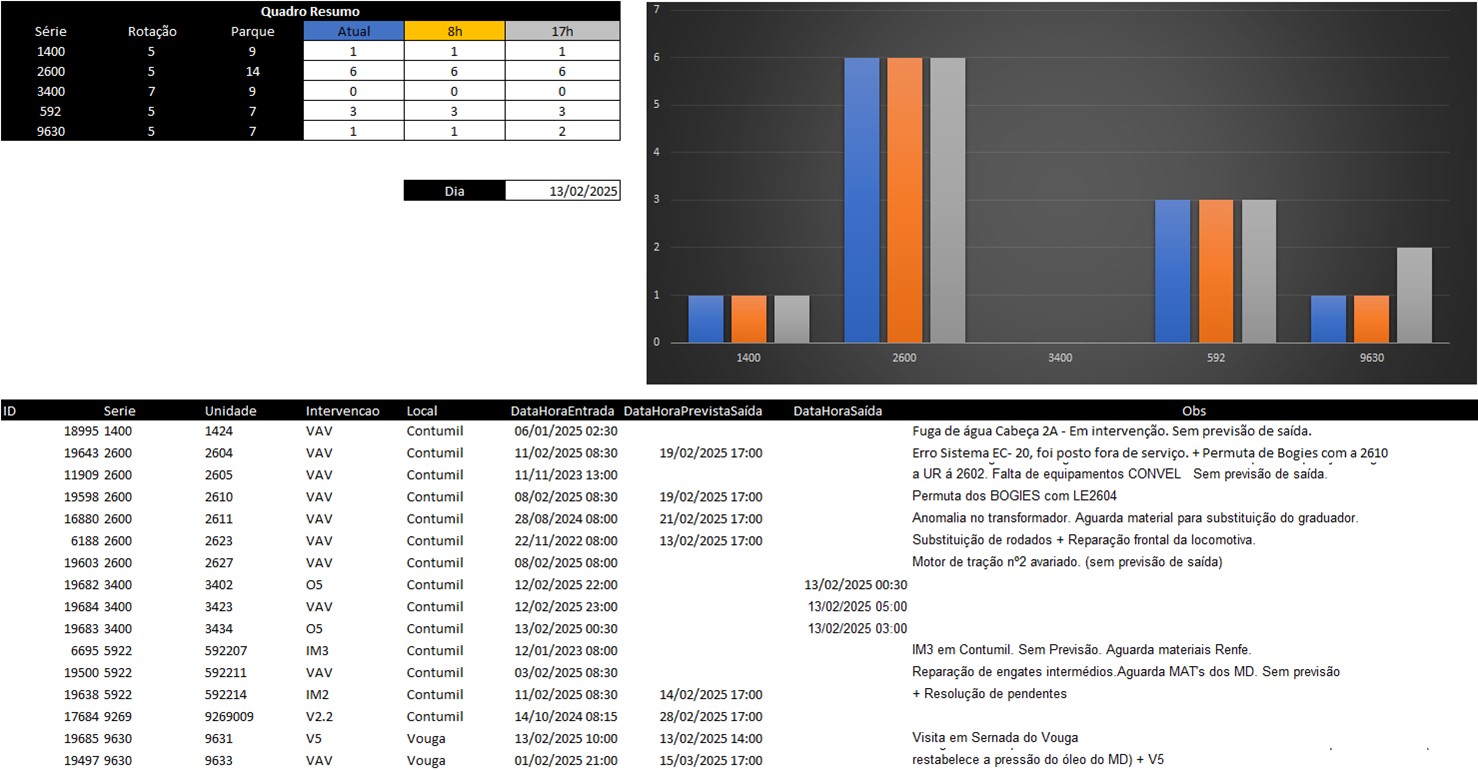 Quadro Resumo
Série Rotação Parque Atual 8h 17h
1400 5 9 1 1 1
2600 5 14 6 6 6
3400 7 9 0 0 0
592 5 7 3 3 3
9630 5 7 1 1 2
Dia 13/02/2025
7
6
5
4
3
2
1
0
1400 2600 3400 592 9630
ID Serie Unidade Intervencao Local DataHoraEntrada DataHoraPrevistaSaída DataHoraSaída Obs
18995 1400 1424 VAV Contumil 06/01/2025 02:30 Fuga de água Cabeça 2A - Em intervenção. Sem previsão de saída.
19643 2600 2604 VAV Contumil 11/02/2025 08:30 19/02/2025 17:00 Erro Sistema EC- 20, foi posto fora de serviço. + Permuta de Bogies com a 2610
11909 2600 2605 VAV Contumil 11/11/2023 13:00 a UR á 2602. Falta de equipamentos CONVEL Sem previsão de saída.
19598 2600 2610 VAV Contumil 08/02/2025 08:30 19/02/2025 17:00 Permuta dos BOGIES com LE2604
16880 2600 2611 VAV Contumil 28/08/2024 08:00 21/02/2025 17:00 Anomalia no transformador. Aguarda material para substituição do graduador.
6188 2600 2623 VAV Contumil 22/11/2022 08:00 13/02/2025 17:00 Substituição de rodados + Reparação frontal da locomotiva.
19603 2600 2627 VAV Contumil 08/02/2025 08:00 Motor de tração nº2 avariado. (sem previsão de saída)
19682 3400 3402 O5 Contumil 12/02/2025 22:00 13/02/2025 00:30
19684 3400 3423 VAV Contumil 12/02/2025 23:00 13/02/2025 05:00
19683 3400 3434 O5 Contumil 13/02/2025 00:30 13/02/2025 03:00
6695 5922 592207 IM3 Contumil 12/01/2023 08:00 IM3 em Contumil. Sem Previsão. Aguarda materiais Renfe.
19500 5922 592211 VAV Contumil 03/02/2025 08:30 Reparação de engates intermédios.Aguarda MAT's dos MD. Sem previsão
19638 5922 592214 IM2 Contumil 11/02/2025 08:30 14/02/2025 17:00 + Resolução de pendentes
17684 9269 9269009 V2.2 Contumil 14/10/2024 08:15 28/02/2025 17:00
19685 9630 9631 V5 Vouga 13/02/2025 10:00 13/02/2025 14:00 Visita em Sernada do Vouga
19497 9630 9633 VAV Vouga 01/02/2025 21:00 15/03/2025 17:00 restabelece a pressão do óleo do MD) + V5